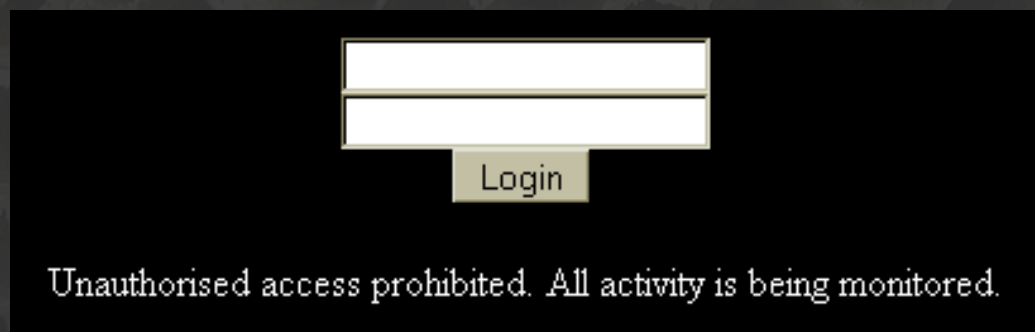 Login
Unauthorised access prohibited. All activity is being monitored.